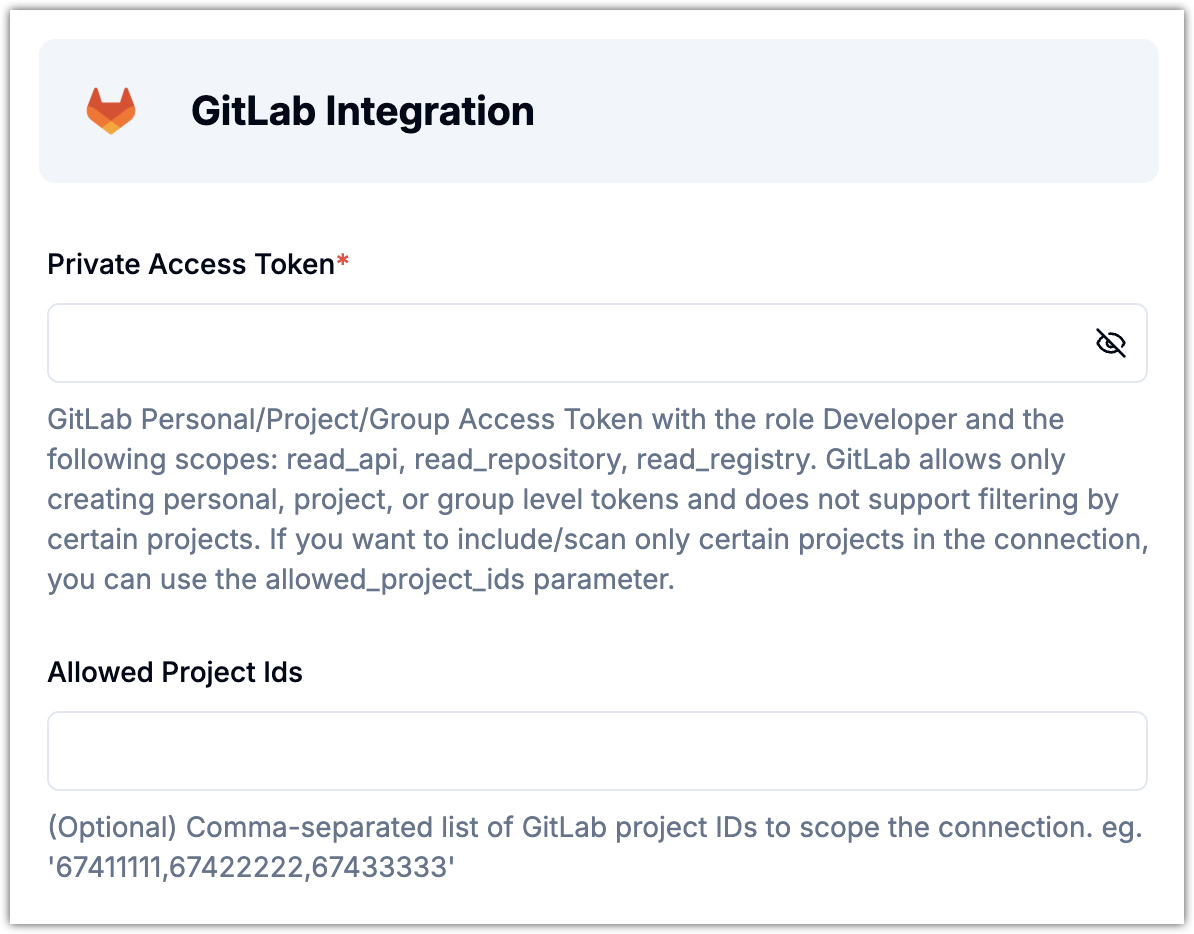 GitLab Integration
Private Access Token*
GitLab Personal/Project/Group Access Token with the role Developer and the
following scopes: read_api, read_repository, read_registry. GitLab allows only
creating personal, project, or group level tokens and does not support filtering by
certain projects. If you want to include/scan only certain projects in the connection,
you can use the allowed_project_ids parameter.
Allowed Project Ids
(Optional) Comma-separated list of GitLab project IDs to scope the connection. eg.
'67411111,67422222,67433333'